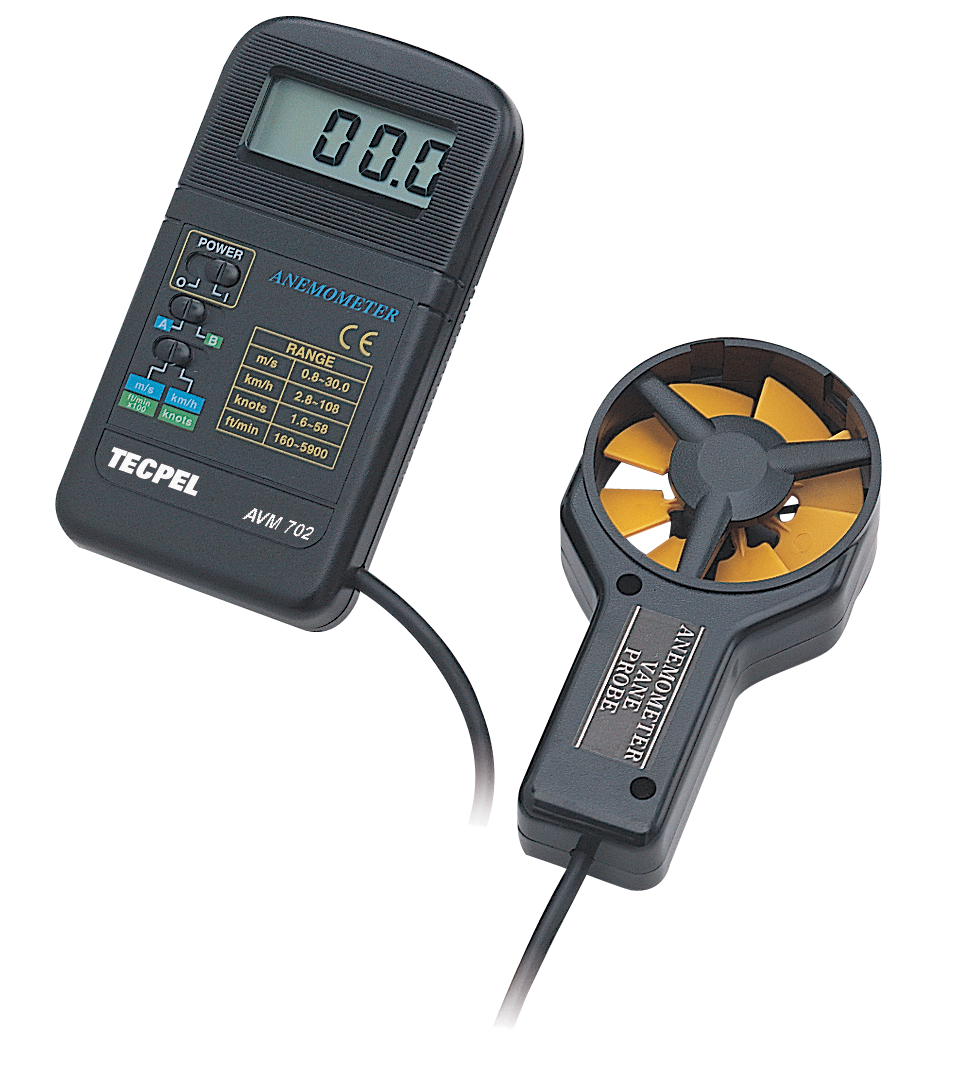 00.0
POWER
O I
ANEMOMETER
A B
CE
RANGE
m/s 0.8~30.0
km/h 2.8~108
knots 1.6~58
ft/min 160~5900
m/s km/h
ft/min
x100
knots
TECPEL
AVM 702
ANEMOMETER
VANE
PROBE